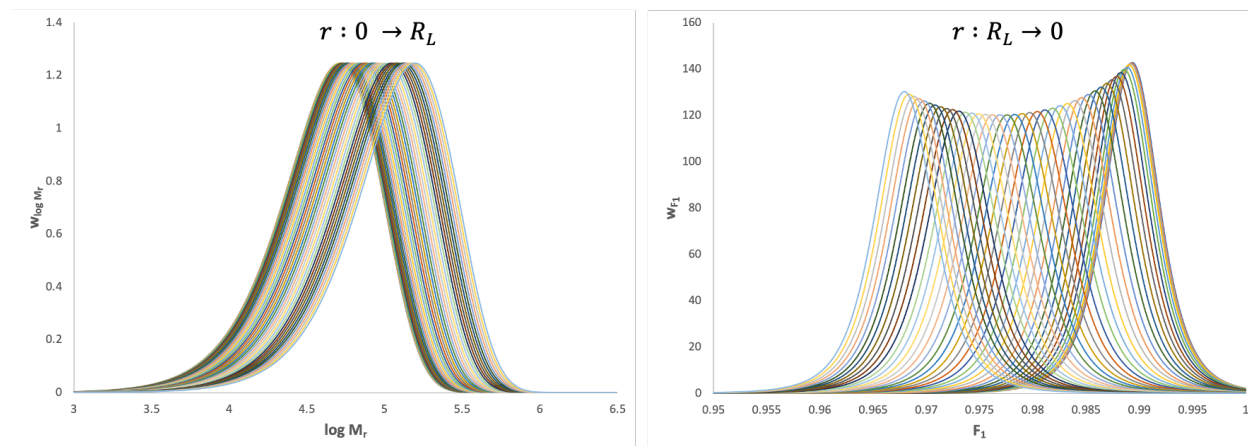 r : 0 → R_L
1.4
1.2
1
0.8
0.6
0.4
0.2
0
w_log M_r
3 3.5 4 4.5 5 5.5 6 6.5
log M_r
r : R_L → 0
160
140
120
100
80
60
40
20
0
w_F1
0.95 0.955 0.96 0.965 0.97 0.975 0.98 0.985 0.99 0.995 1
F_1